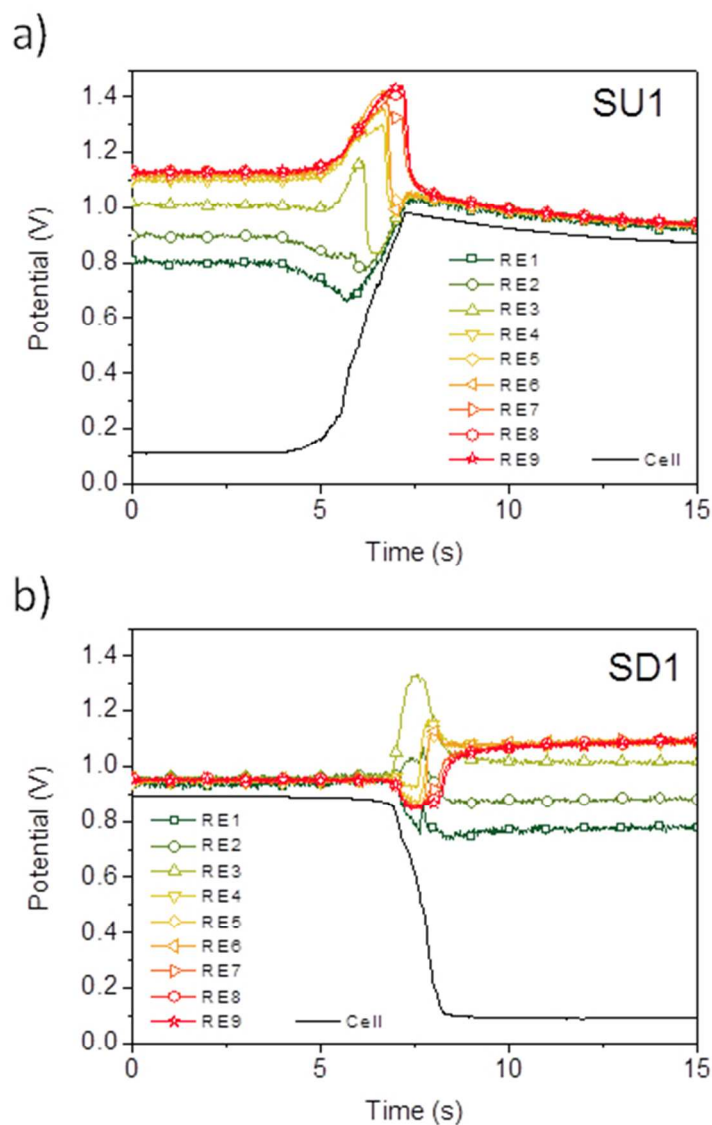 a)
SU1
Potential (V)
1.4
1.2
1.0
0.8
0.6
0.4
0.2
0.0
RE1
RE2
RE3
RE4
RE5
RE6
RE7
RE8
RE9
Cell
0 5 10 15
Time (s)
b)
SD1
Potential (V)
1.4
1.2
1.0
0.8
0.6
0.4
0.2
0.0
RE1
RE2
RE3
RE4
RE5
RE6
RE7
RE8
RE9
Cell
0 5 10 15
Time (s)